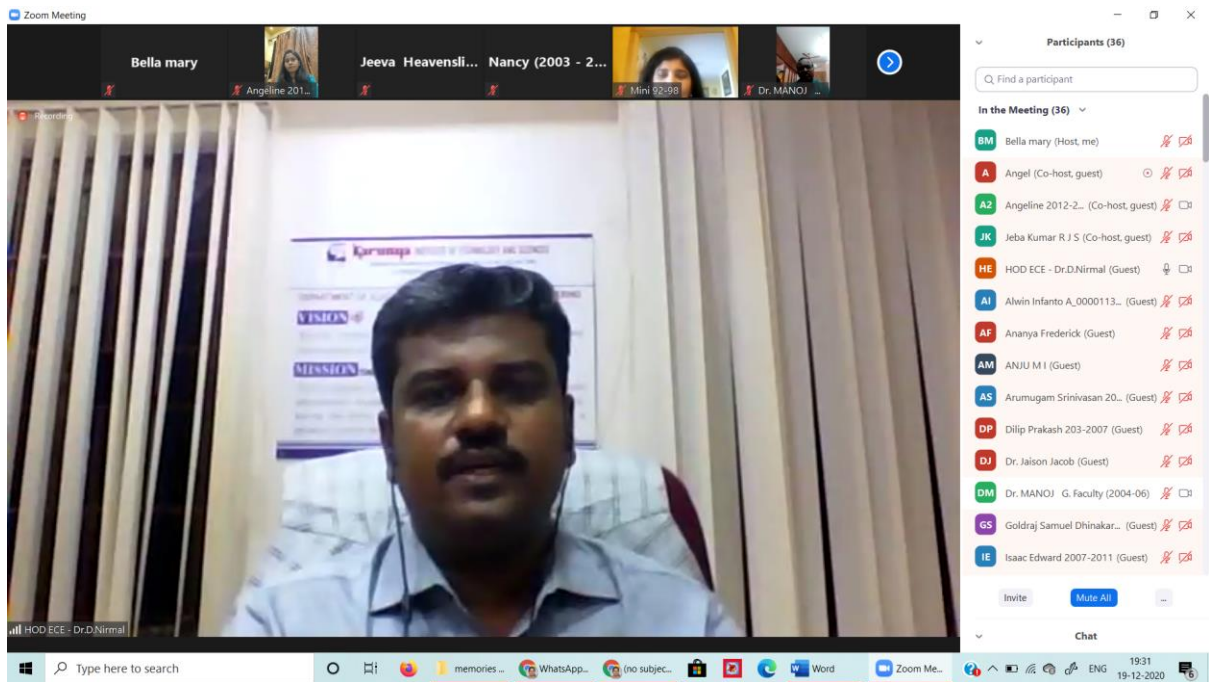 Zoom Meeting
Bella mary
Angeline 201...
Jeeva Heavensli...
Nancy (2003 - 2...
Mini 92-98
Dr. MANOJ ...
Recording
Karunya INSTITUTE OF TECHNOLOGY AND SCIENCES
VISION
MISSION
HOD ECE - Dr.D.Nirmal
Participants (36)
Find a participant
In the Meeting (36)
BM Bella mary (Host, me)
A Angel (Co-host, guest)
A2 Angeline 2012-2... (Co-host, guest)
JK Jeba Kumar R J S (Co-host, guest)
HE HOD ECE - Dr.D.Nirmal (Guest)
AI Alwin Infanto A_0000113... (Guest)
AF Ananya Frederick (Guest)
AM ANJU M I (Guest)
AS Arumugam Srinivasan 20... (Guest)
DP Dilip Prakash 203-2007 (Guest)
DJ Dr. Jaison Jacob (Guest)
DM Dr. MANOJ G. Faculty (2004-06)
GS Goldraj Samuel Dhinakar... (Guest)
IE Isaac Edward 2007-2011 (Guest)
Invite Mute All ...
Chat
Type here to search
memories ...
WhatsApp...
(no subjec...
Word
Zoom Me...
ENG
19:31
19-12-2020
6